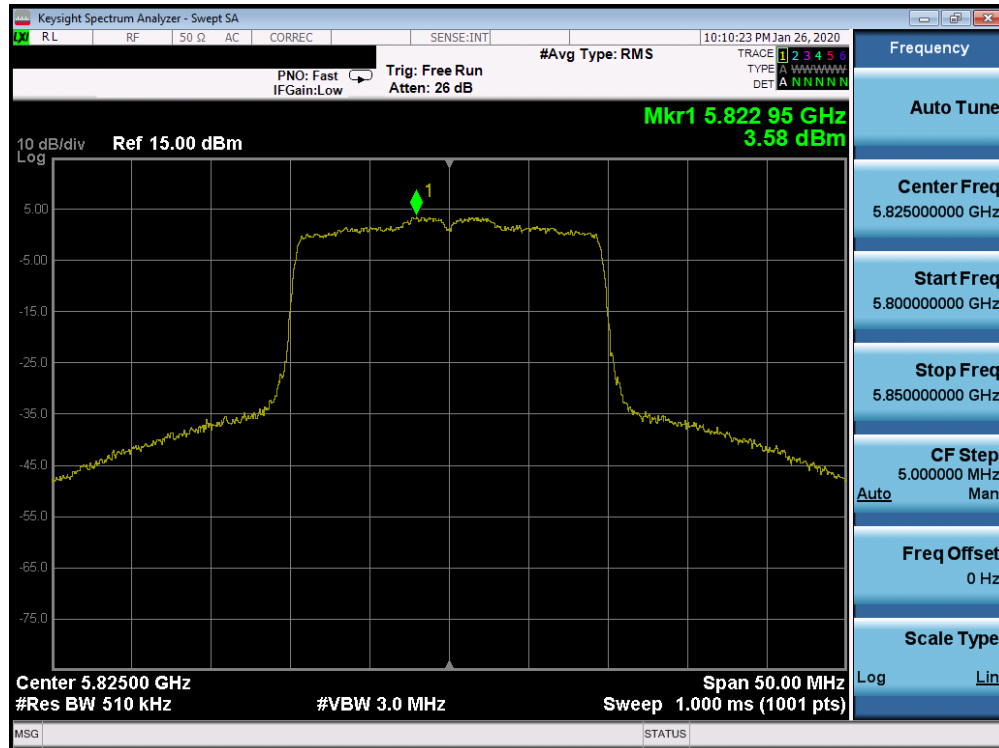 Keysight Spectrum Analyzer - Swept SA
LXI RL RF 50 Ω AC CORREC SENSE:INT 10:10:23 PM Jan 26, 2020
#Avg Type: RMS TRACE 1 2 3 4 5 6
PNO: Fast Trig: Free Run TYPE A WWWWW
IFGain:Low Atten: 26 dB DET A N N N N N
Mkr1 5.822 95 GHz
3.58 dBm
10 dB/div Ref 15.00 dBm
Log
1
5.00
-5.00
-15.0
-25.0
-35.0
-45.0
-55.0
-65.0
-75.0
Center 5.82500 GHz Span 50.00 MHz
#Res BW 510 kHz #VBW 3.0 MHz Sweep 1.000 ms (1001 pts)
MSG STATUS
Frequency
Auto Tune
Center Freq
5.825000000 GHz
Start Freq
5.800000000 GHz
Stop Freq
5.850000000 GHz
CF Step
5.000000 MHz
Auto Man
Freq Offset
0 Hz
Scale Type
Log Lin